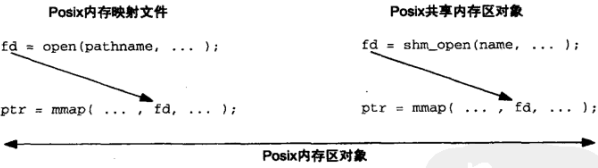 Posix内存映射文件
Posix共享内存区对象
fd = open(pathname, ... );
fd = shm_open(name, ... );
ptr = mmap( ... , fd, ... );
ptr = mmap( ... , fd, ... );
Posix内存区对象